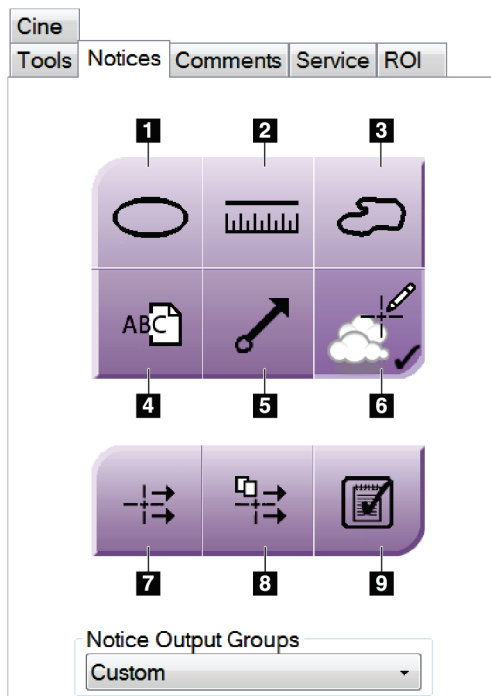 Cine
Tools Notices Comments Service ROI
1 2 3
ABC
4 5 6
7 8 9
Notice Output Groups
Custom